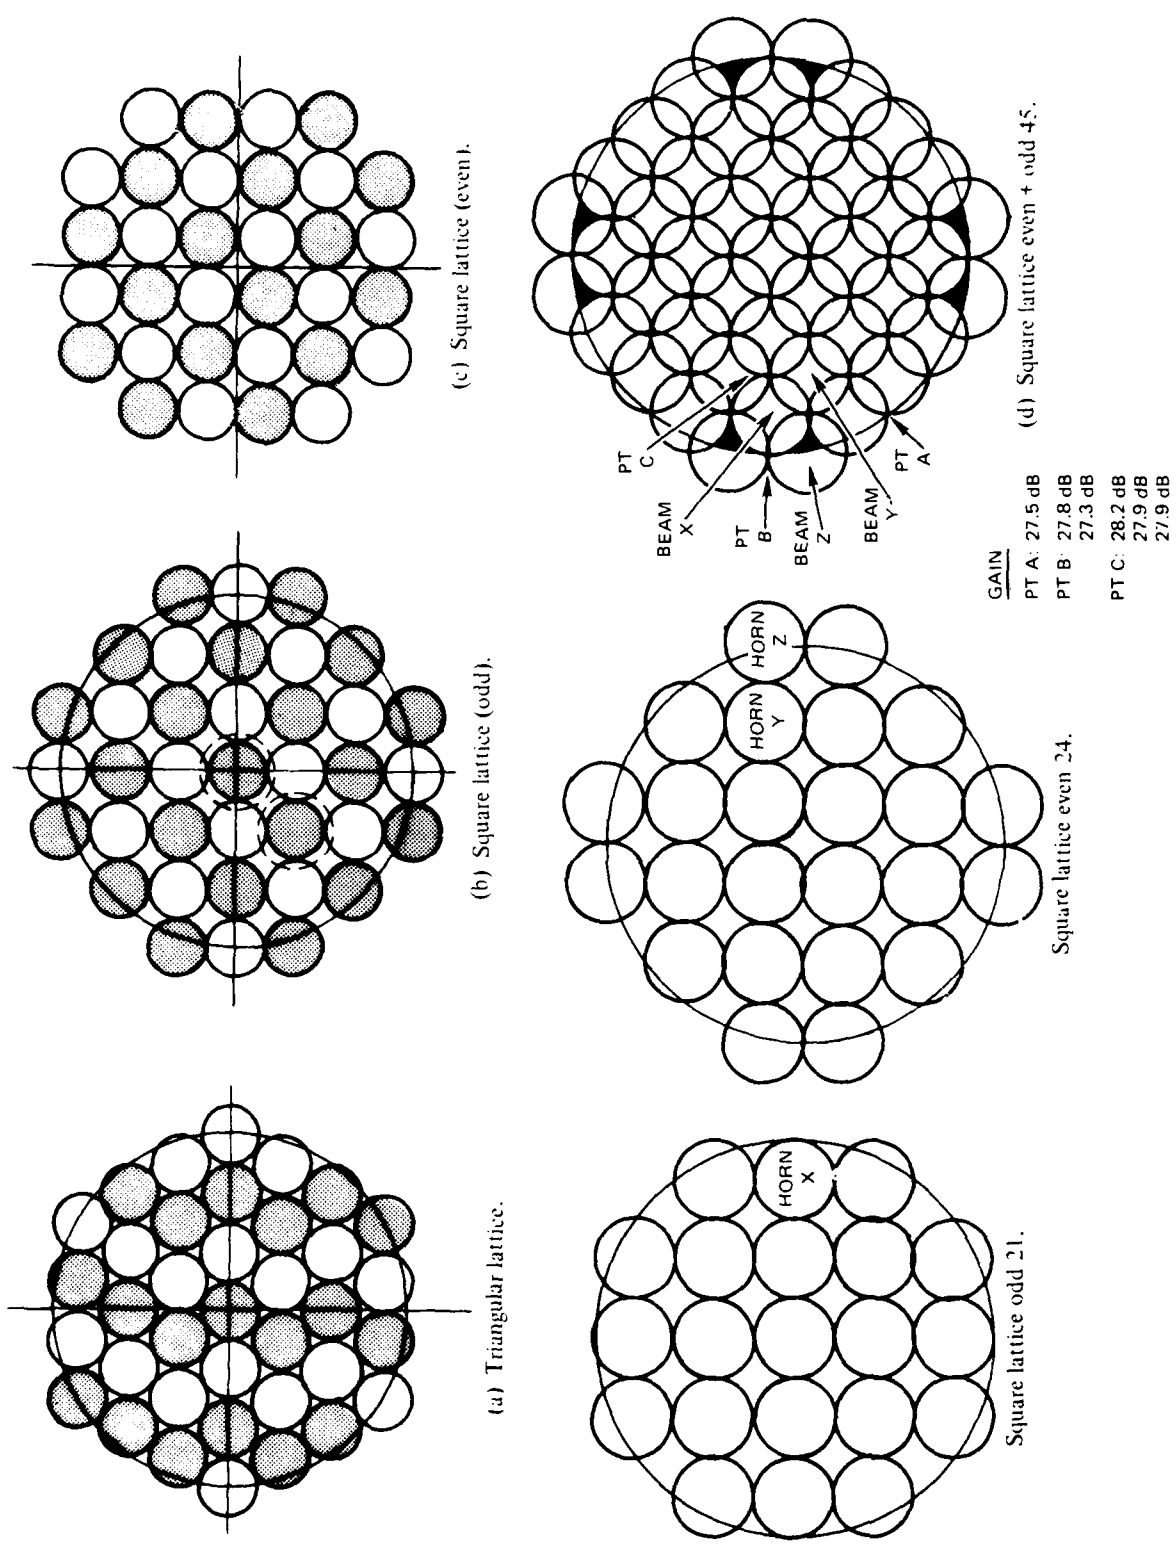 (a) Triangular lattice.
(b) Square lattice (odd).
(c) Square lattice (even).
HORN
X
Square lattice odd 21.
HORN
Y
HORN
Z
Square lattice even 24.
BEAM
X
PT
C
PT
B
BEAM
Z
BEAM
Y
PT
A
GAIN
PT A: 27.5 dB
PT B: 27.8 dB
27.3 dB
PT C: 28.2 dB
27.9 dB
27.9 dB
(d) Square lattice even + odd 45.